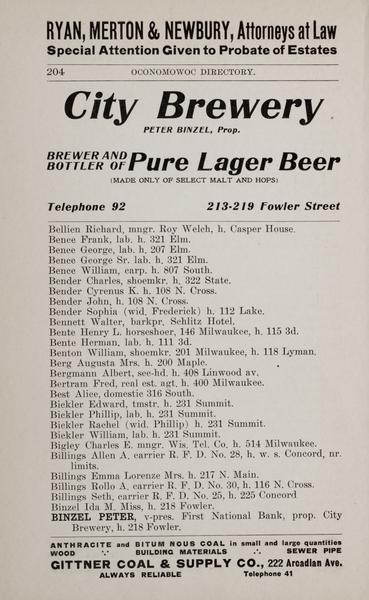 RYAN, MERTON & NEWBURY, Attorneys at Law
Special Attention Given to Probate of Estates
204 OCONOMOWOC DIRECTORY.
City Brewery
PETER BINZEL, Prop.
BREWER AND
BOTTLER OF Pure Lager Beer
(MADE ONLY OF SELECT MALT AND HOPS)
Telephone 92 213-219 Fowler Street
Bellien Richard, mngr. Roy Welch, h. Casper House.
Benee Frank, lab. h. 321 Elm.
Benee George, lab. h. 207 Elm.
Benee George Sr. lab. h. 321 Elm.
Benee William, carp. h. 807 South.
Bender Charles, shoemkr. h. 322 State.
Bender Cyrenus K. h. 108 N. Cross.
Bender John, h. 108 N. Cross.
Bender Sophia (wid. Frederick) h. 112 Lake.
Bennett Walter, barkpr. Schlitz Hotel.
Bente Henry L. horseshoer, 146 Milwaukee, h. 115 3d.
Bente Herman, lab. h. 111 3d.
Benton William, shoemkr. 201 Milwaukee, h. 118 Lyman.
Berg Augusta Mrs. h. 200 Maple.
Bergmann Albert, sec-hd. h. 408 Linwood av.
Bertram Fred, real est. agt. h. 400 Milwaukee.
Best Alice, domestic 316 South.
Biekler Edward, tmstr. h. 231 Summit.
Biekler Phillip, lab. h. 231 Summit.
Biekler Rachel (wid. Phillip) h. 231 Summit.
Biekler William, lab. h. 231 Summit.
Bigley Charles E. mngr. Wis. Tel. Co. h. 514 Milwaukee.
Billings Allen A, carrier R. F. D. No. 28, h. w. s. Concord, nr.
limits.
Billings Emma Lorenze Mrs. h. 217 N. Main.
Billings Rollo A, carrier R. F. D. No. 30, h. 116 N. Cross.
Billings Seth, carrier R. F. D. No. 25, h. 225 Concord
Binzel Ida M. Miss, h. 218 Fowler.
BINZEL PETER, v-pres. First National Bank, prop. City
Brewery, h. 218 Fowler.
ANTHRACITE and BITUM NOUS COAL in small and large quantities
WOOD ∵ BUILDING MATERIALS ∴ SEWER PIPE
GITTNER COAL & SUPPLY CO., 222 Arcadian Ave.
ALWAYS RELIABLE Telephone 41